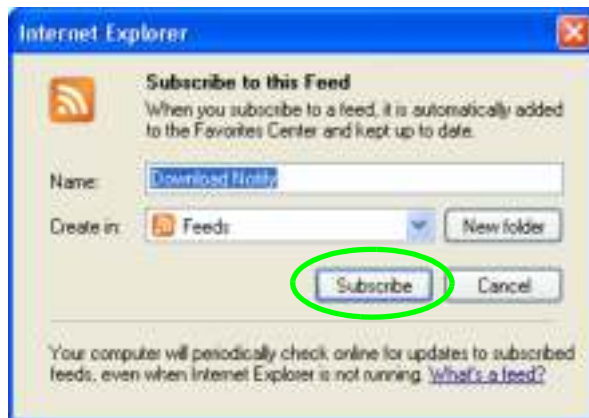 Internet Explorer
Subscribe to this Feed
When you subscribe to a feed, it is automatically added
to the Favorites Center and kept up to date.
Name: Download Notify
Create in: Feeds New folder
Subscribe Cancel
Your computer will periodically check online for updates to subscribed
feeds, even when Internet Explorer is not running. What's a feed?